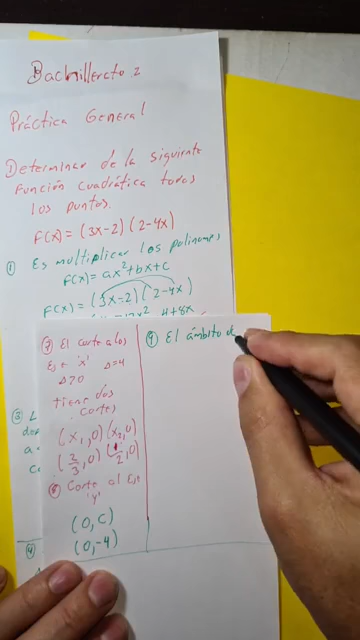 Bachillerato 2
Práctica General
Determinar de la siguiente
función cuadrática todos
los puntos.
F(x)=(3x-2)(2-4x)
① Es multiplicar los polinomios
F(x)=ax²+bx+c
F(x)=(3x-2)(2-4x)
4+8x
③
a=
④
⑦ El corte a los
Eje 'x'
Δ≥0 Δ=4
tiene dos
cortes
(x₁,0)(x₂,0)
(2/3,0)(1/2,0)
⑧ Corte al Eje
'y'
(0,C)
(0,-4)
⑨ El ámbito d